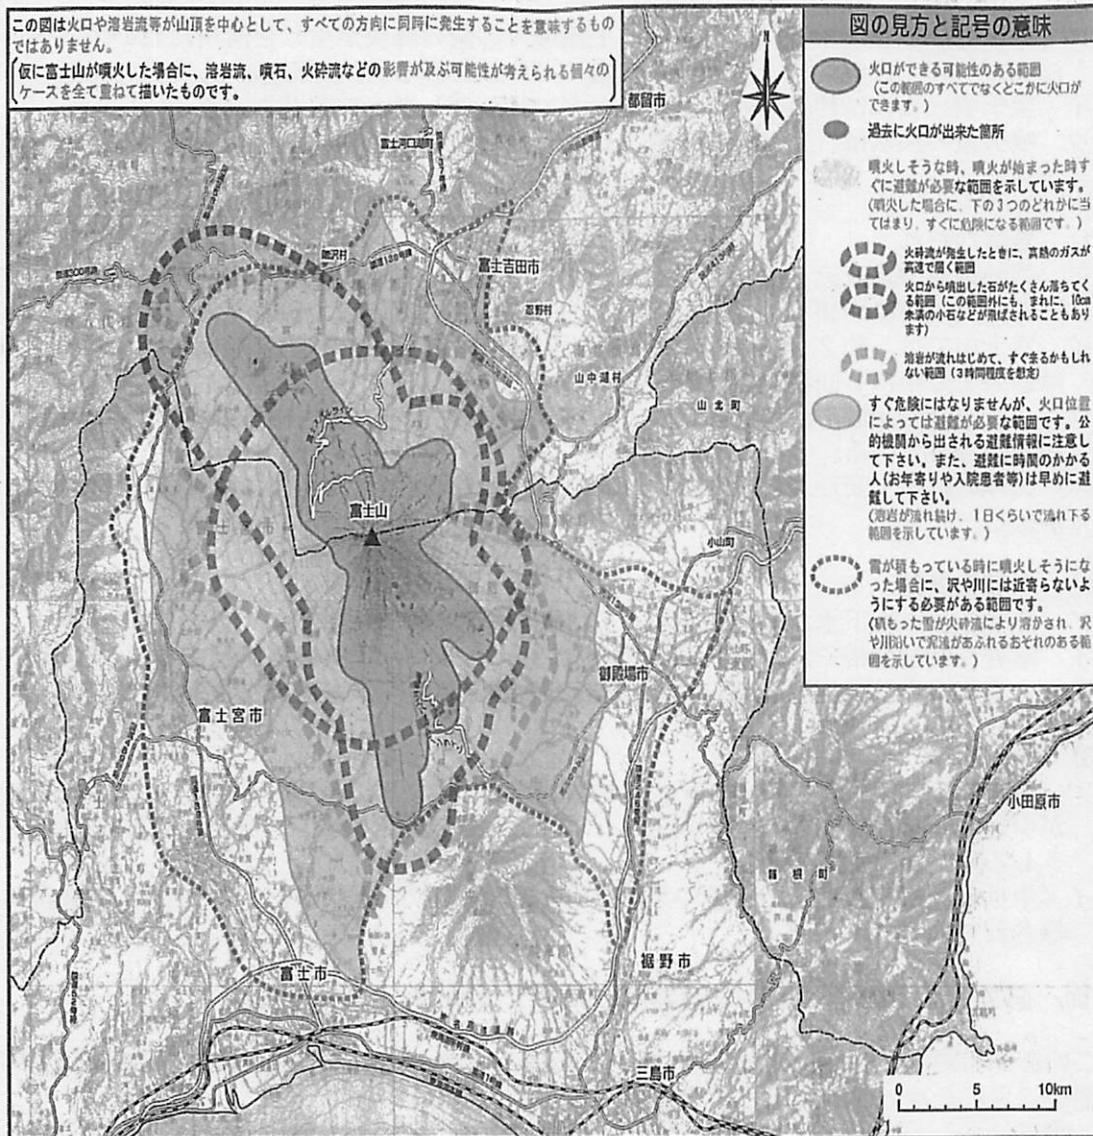 この図は火口や溶岩流等が山頂を中心として、すべての方向に同時に発生することを意味するもの
ではありません。
仮に富士山が噴火した場合に、溶岩流、噴石、火砕流などの影響が及ぶ可能性が考えられる個々の
ケースを全て重ねて描いたものです。
図の見方と記号の意味
火口ができる可能性のある範囲
(この範囲のすべてでなくどこかに火口が
できます。)
過去に火口が出来た箇所
噴火しそうな時、噴火が始まった時す
ぐに避難が必要な範囲を示しています。
(噴火した場合に、下の3つのどれかに当
てはまり、すぐに危険になる範囲です。)
火砕流が発生したときに、高熱のガスが
高速で届く範囲
火口から噴出した石がたくさん落ちてく
る範囲(この範囲外にも、まれに、10cm
未満の小石などが飛ばされることもあり
ます)
溶岩が流れはじめて、すぐ来るかもしれ
ない範囲(3時間程度を想定)
すぐ危険にはなりませんが、火口位置
によっては避難が必要な範囲です。公
的機関から出される避難情報に注意し
て下さい。また、避難に時間のかかる
人(お年寄りや入院患者等)は早めに避
難して下さい。
(溶岩が流れ続け、1日くらいで流れ下る
範囲を示しています。)
雪が積もっている時に噴火しそうにな
った場合に、沢や川には近寄らないよ
うにする必要がある範囲です。
(積もった雪が火砕流により溶かされ、沢
や川沿いで泥流があふれるおそれのある範
囲を示しています。)
都留市
富士河口湖町
鳴沢村
国道139号線
富士吉田市
国道300号線
忍野村
山中湖村
山北町
富士山
小山町
御殿場市
富士宮市
小田原市
箱根町
裾野市
富士市
三島市
0 5 10km